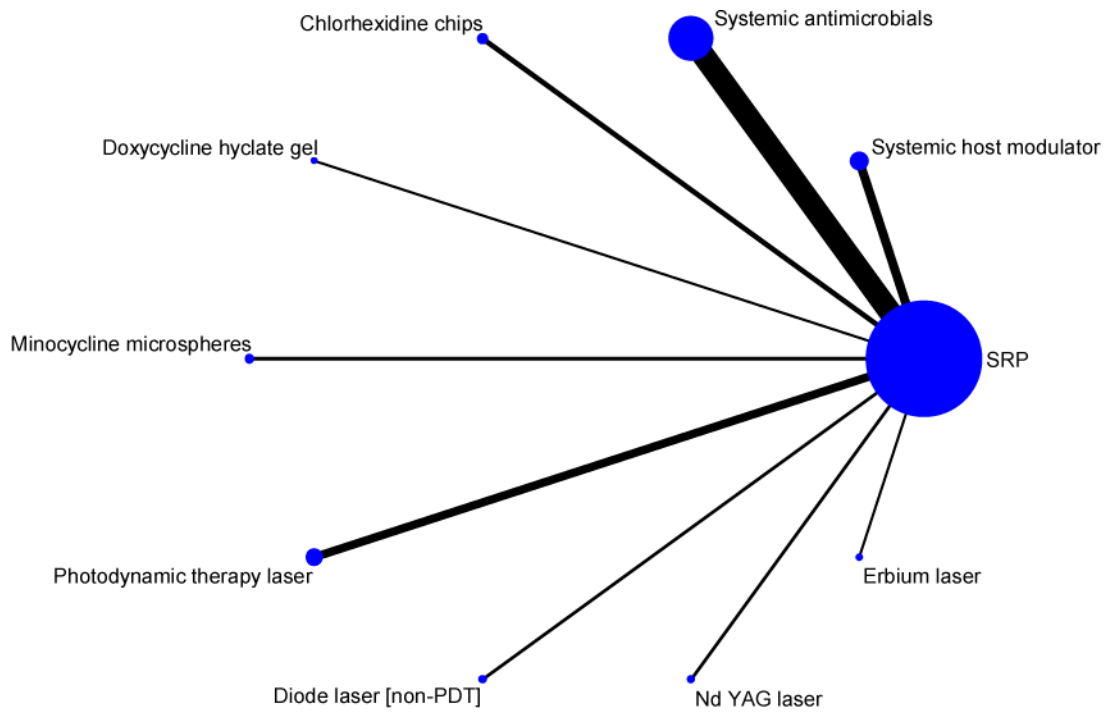 Systemic antimicrobials
Chlorhexidine chips
Doxycycline hyclate gel
Systemic host modulator
Minocycline microspheres
SRP
Photodynamic therapy laser
Erbium laser
Diode laser [non-PDT]
Nd YAG laser